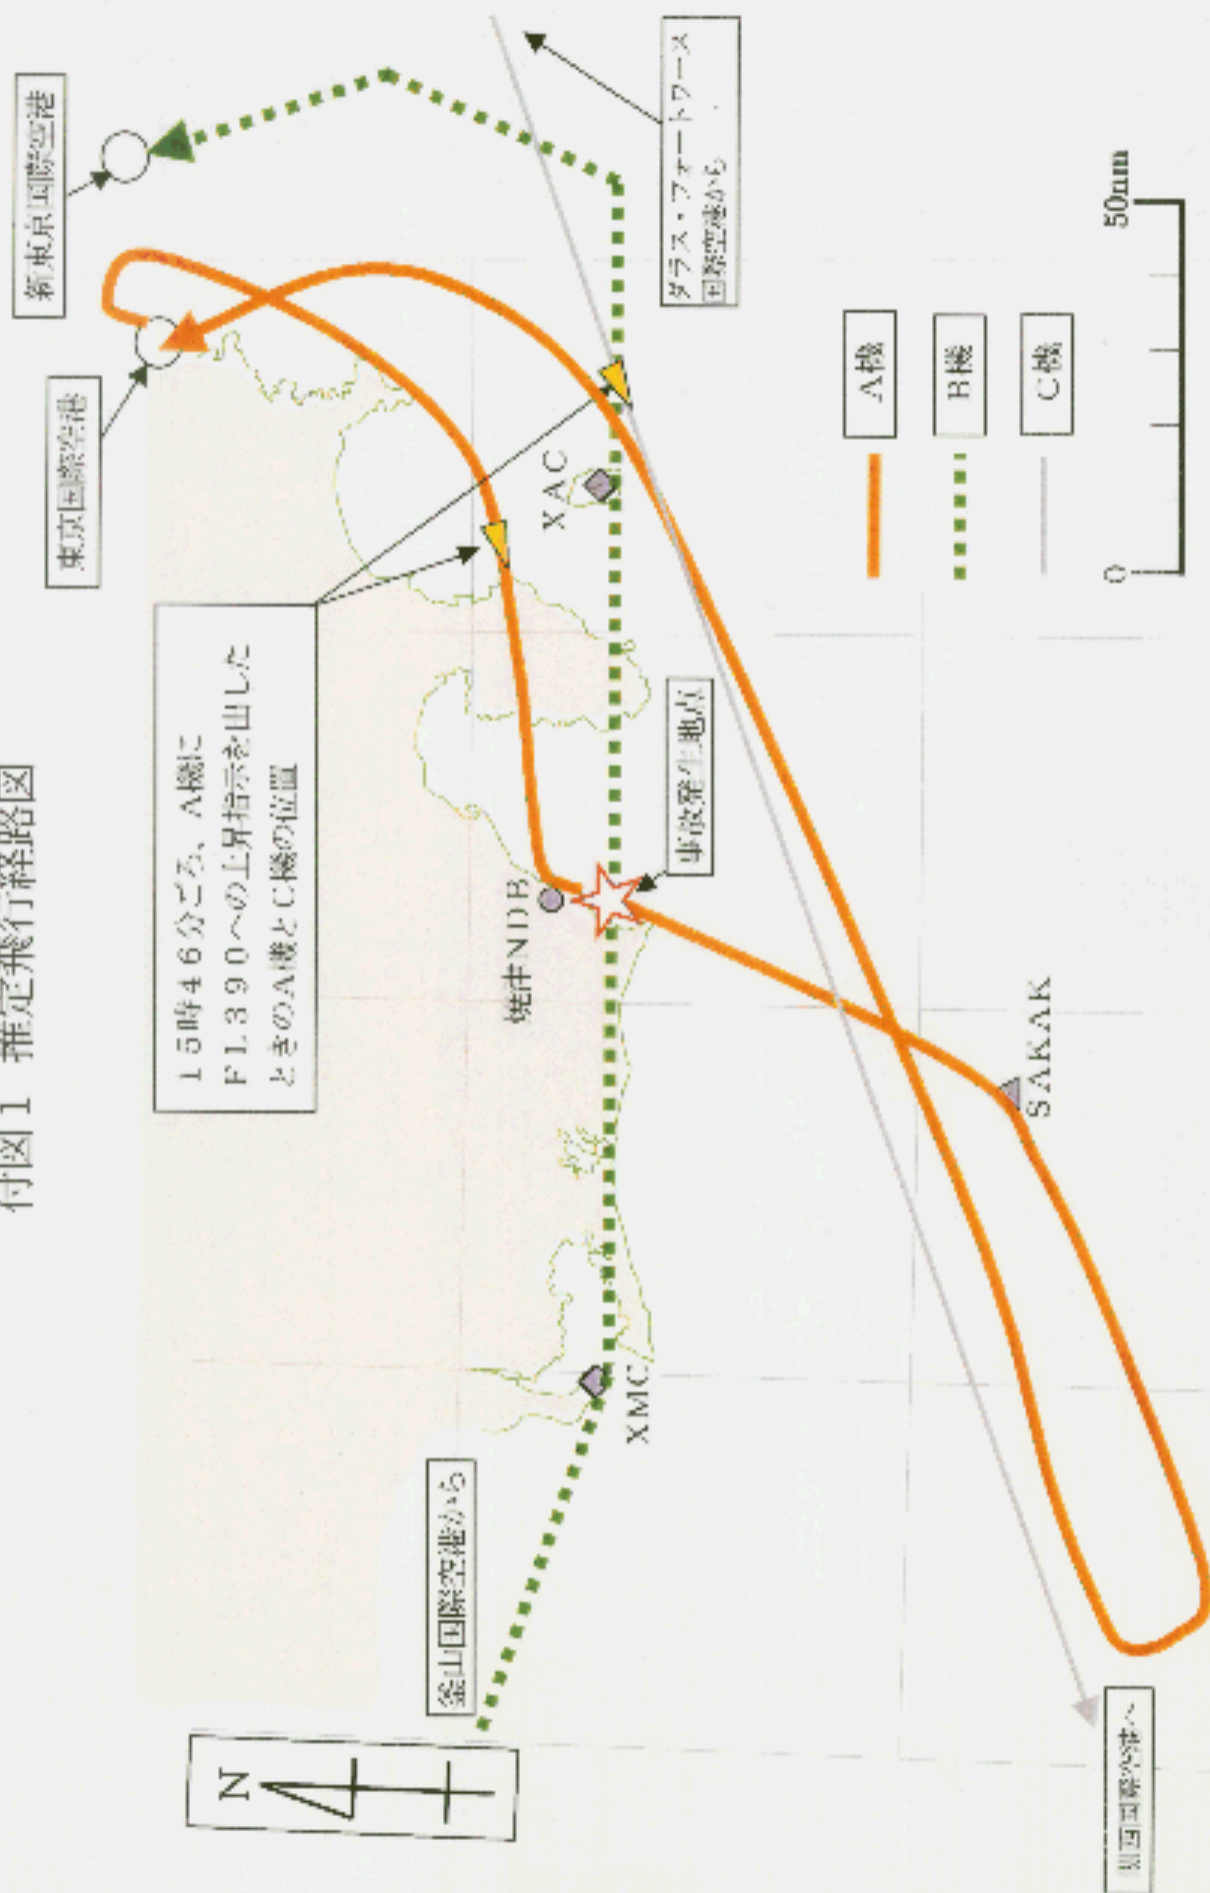 付図1 推定飛行経路図
N
釜山国際空港から
XMC
15時46分ごろ、A機に
FL390への上昇指示を出した
ときのA機とC機の位置
焼津NDB
事故発生地点
SAKAK
XAC
東京国際空港
新東京国際空港
ダラス・フォートワース
国際空港から
関西国際空港へ
A機
B機
C機
0
50nm